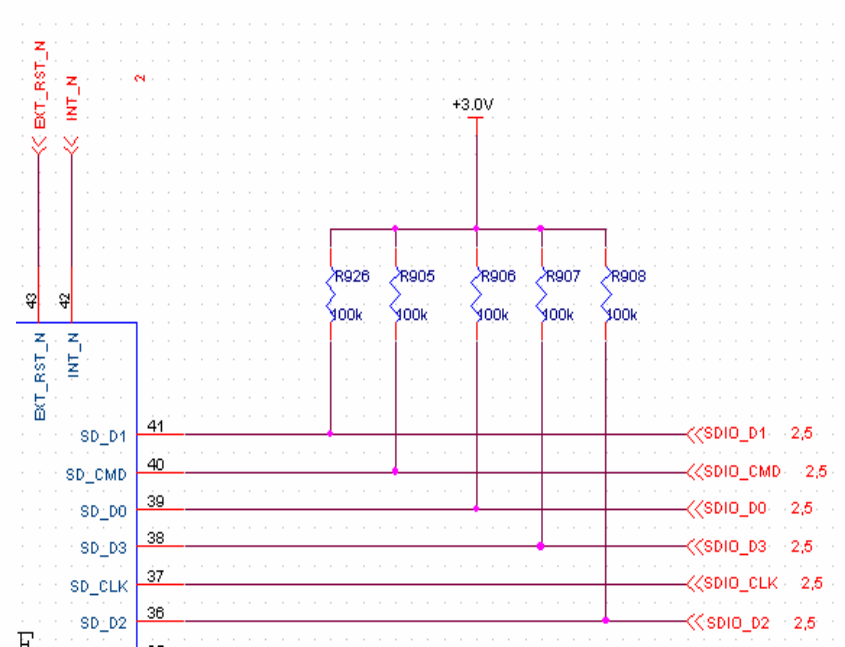 EXT_RST_N
INT_N
2
+3.0V
R926 R905 R906 R907 R908
100k 100k 100k 100k 100k
43 42
EXT_RST_N
INT_N
SD_D1 41 SDIO_D1 2,5
SD_CMD 40 SDIO_CMD 2,5
SD_D0 39 SDIO_D0 2,5
SD_D3 38 SDIO_D3 2,5
SD_CLK 37 SDIO_CLK 2,5
SD_D2 36 SDIO_D2 2,5